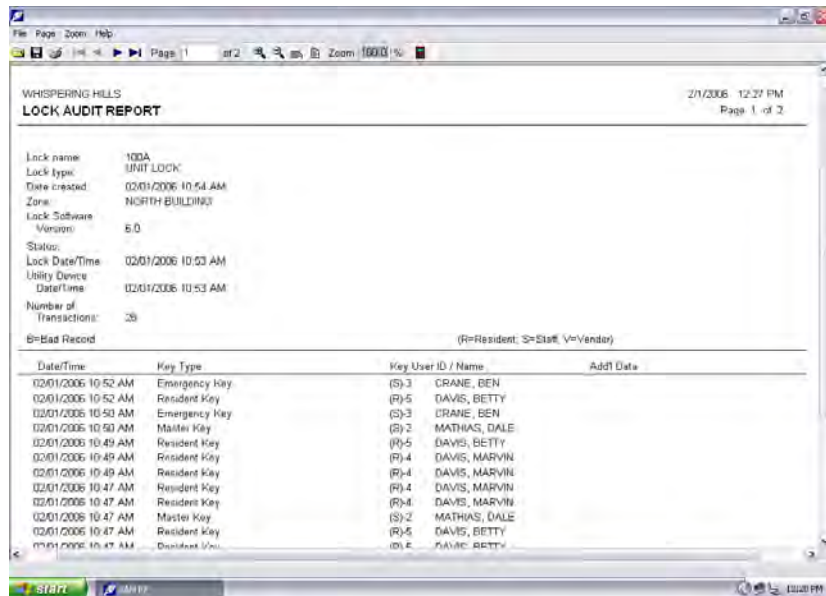 File Page Zoom Help
Page 1 of 2 Zoom 100.0 %
WHISPERING HILLS 2/1/2006 12:27 PM
LOCK AUDIT REPORT Page 1 of 2
Lock name: 100A
Lock type: UNIT LOCK
Date created: 02/01/2006 10:54 AM
Zone: NORTH BUILDING
Lock Software
Version: 6.0
Status:
Lock Date/Time 02/01/2006 10:53 AM
Utility Device
Date/Time: 02/01/2006 10:53 AM
Number of
Transactions: 26
B=Bad Record (R=Resident, S=Staff, V=Vendor)
Date/Time Key Type Key User ID / Name Add'l Data
02/01/2006 10:52 AM Emergency Key (S)-3 CRANE, BEN
02/01/2006 10:52 AM Resident Key (R)-5 DAVIS, BETTY
02/01/2006 10:50 AM Emergency Key (S)-3 CRANE, BEN
02/01/2006 10:50 AM Master Key (S)-2 MATHIAS, DALE
02/01/2006 10:49 AM Resident Key (R)-5 DAVIS, BETTY
02/01/2006 10:49 AM Resident Key (R)-4 DAVIS, MARVIN
02/01/2006 10:49 AM Resident Key (R)-4 DAVIS, MARVIN
02/01/2006 10:47 AM Resident Key (R)-4 DAVIS, MARVIN
02/01/2006 10:47 AM Resident Key (R)-4 DAVIS, MARVIN
02/01/2006 10:47 AM Master Key (S)-2 MATHIAS, DALE
02/01/2006 10:47 AM Resident Key (R)-5 DAVIS, BETTY
02/01/2006 10:47 AM Resident Key (R)-5 DAVIS, BETTY
start